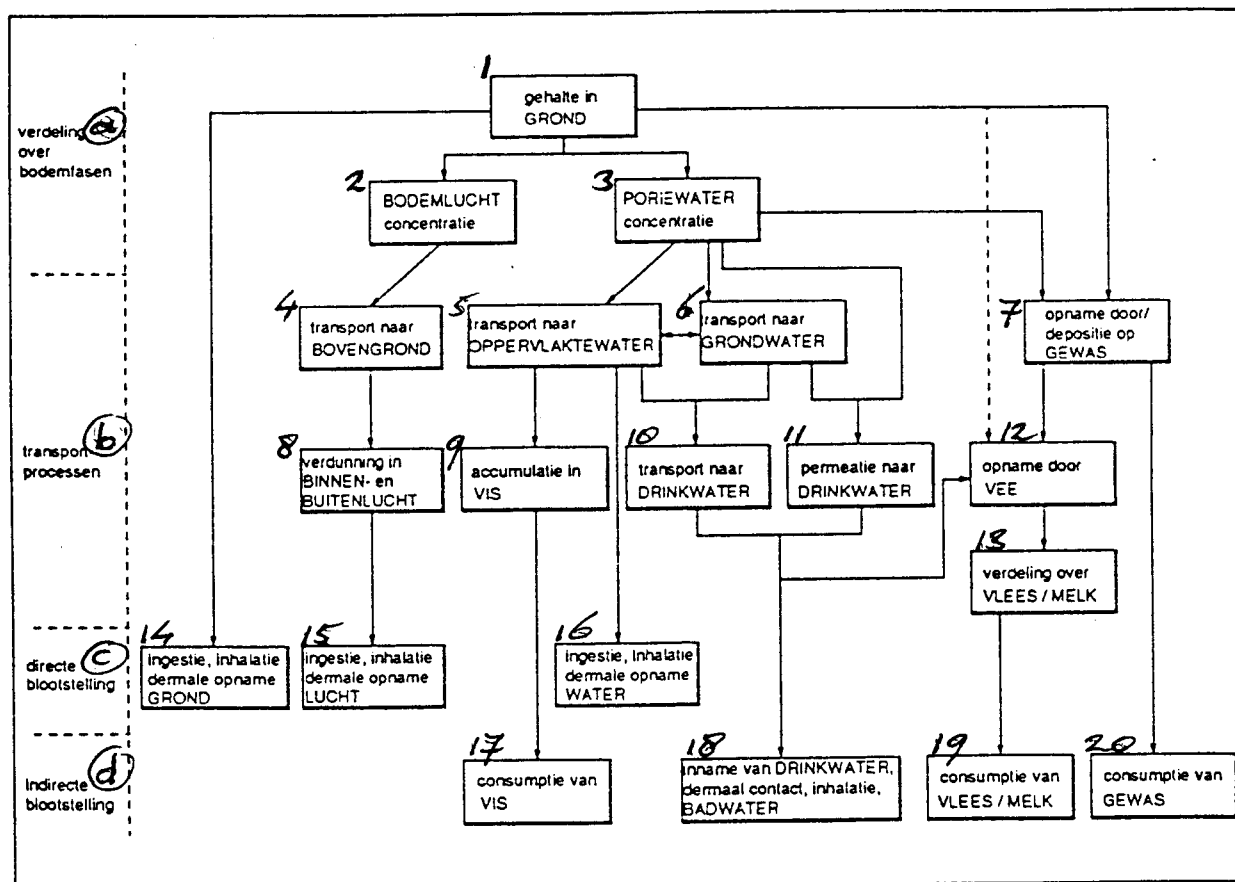 1
gehalte in
GROND
verdeling a
over
bodemfasen
2
BODEMLUCHT
concentratie
3
PORIEWATER
concentratie
4
transport naar
BOVENGROND
5
transport naar
OPPERVLAKTEWATER
6
transport naar
GRONDWATER
7
opname door/
depositie op
GEWAS
b
transport
processen
8
verdunning in
BINNEN- en
BUITENLUCHT
9
accumulatie in
VIS
10
transport naar
DRINKWATER
11
permeatie naar
DRINKWATER
12
opname door
VEE
13
verdeling over
VLEES / MELK
directe c
blootstelling
14
ingestie, inhalatie
dermale opname
GROND
15
ingestie, inhalatie
dermale opname
LUCHT
16
ingestie, inhalatie
dermale opname
WATER
d
Indirecte
blootstelling
17
consumptie van
VIS
18
inname van DRINKWATER,
dermaal contact, inhalatie,
BADWATER
19
consumptie van
VLEES / MELK
20
consumptie van
GEWAS